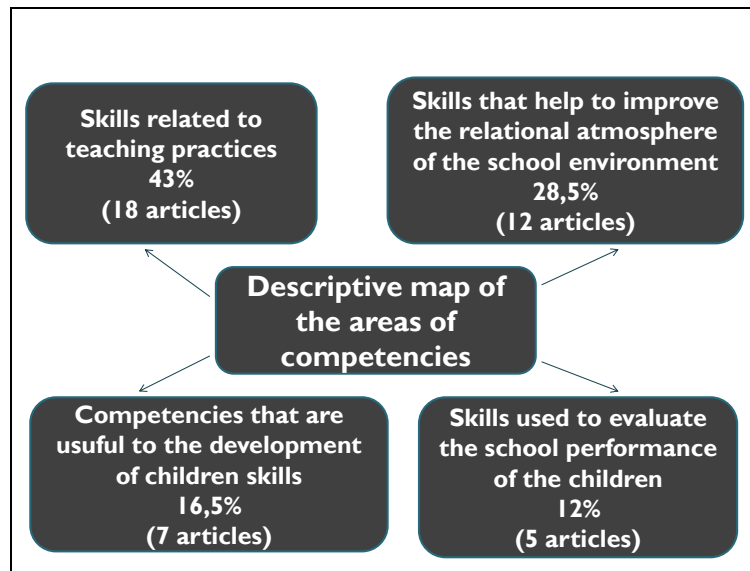 Skills related to
teaching practices
43%
(18 articles)
Skills that help to improve
the relational atmosphere
of the school environment
28,5%
(12 articles)
Descriptive map of
the areas of
competencies
Competencies that are
usuful to the development
of children skills
16,5%
(7 articles)
Skills used to evaluate
the school performance
of the children
12%
(5 articles)